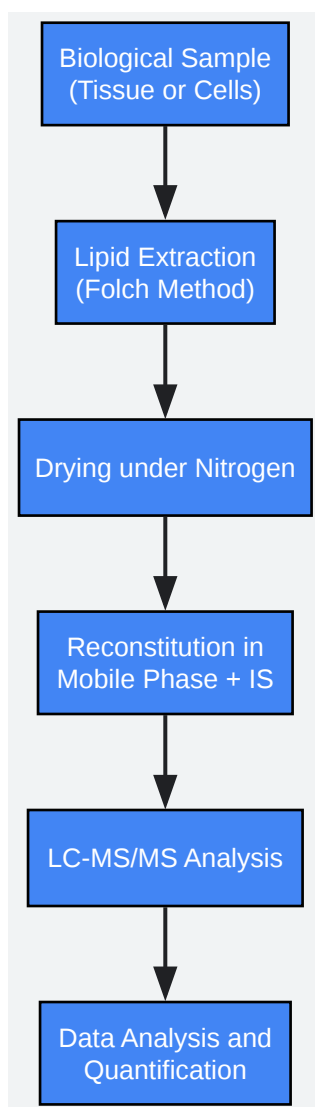 Biological Sample
(Tissue or Cells)
Lipid Extraction
(Folch Method)
Drying under Nitrogen
Reconstitution in
Mobile Phase + IS
LC-MS/MS Analysis
Data Analysis and
Quantification